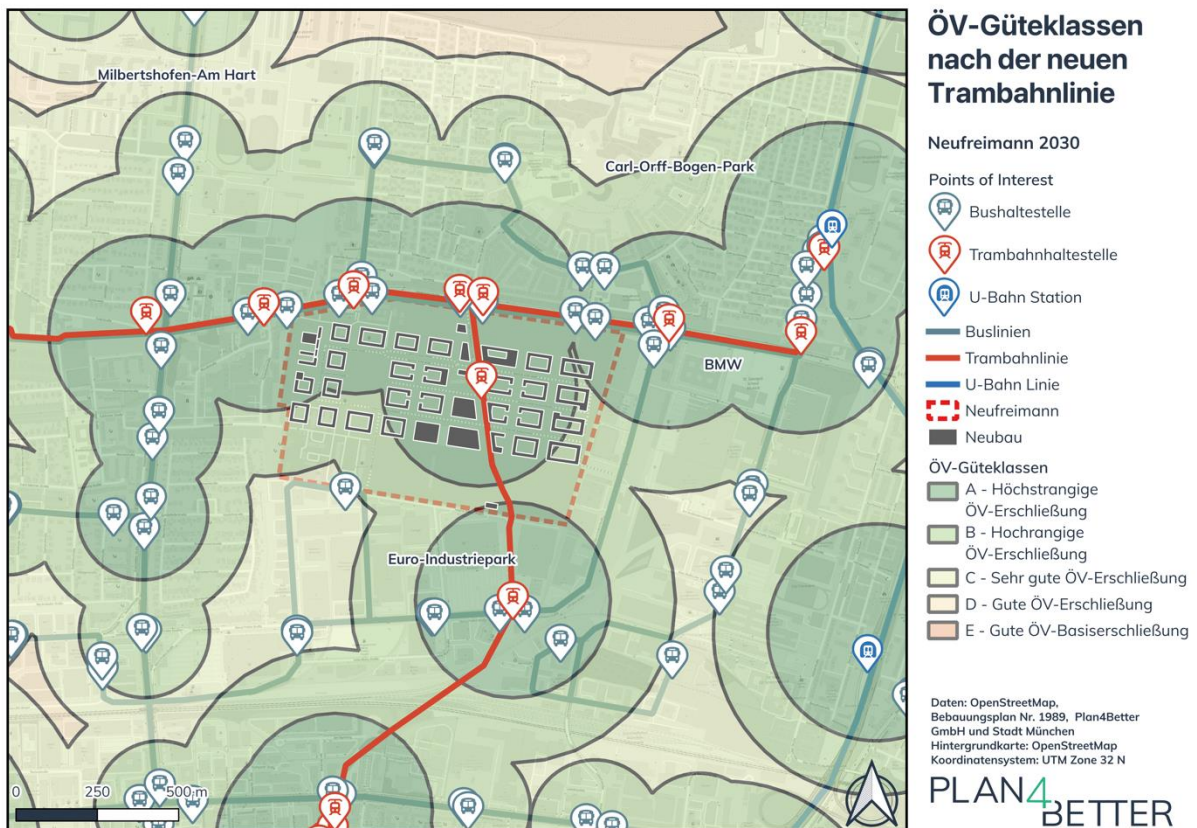 ÖV-Güteklassen
nach der neuen
Trambahnlinie
Neufreimann 2030
Points of Interest
Bushaltestelle
Trambahnhaltestelle
U-Bahn Station
Buslinien
Trambahnlinie
U-Bahn Linie
Neufreimann
Neubau
ÖV-Güteklassen
A - Höchstrangige
ÖV-Erschließung
B - Hochrangige
ÖV-Erschließung
C - Sehr gute ÖV-Erschließung
D - Gute ÖV-Erschließung
E - Gute ÖV-Basiserschließung
Daten: OpenStreetMap,
Bebauungsplan Nr. 1989, Plan4Better
GmbH und Stadt München
Hintergrundkarte: OpenStreetMap
Koordinatensystem: UTM Zone 32 N
PLAN4
BETTER
Milbertshofen-Am Hart
Carl-Orff-Bogen-Park
BMW
Euro-Industriepark
0 250 500 m